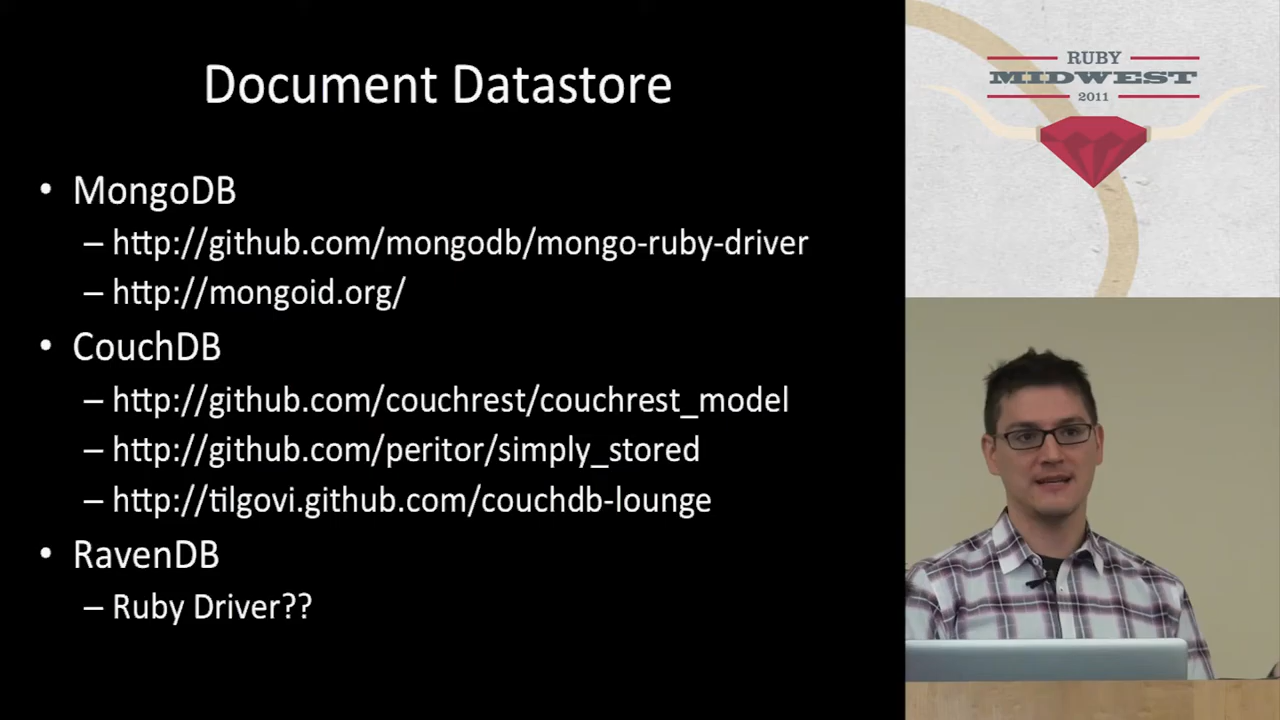 Document Datastore
• MongoDB
– http://github.com/mongodb/mongo-ruby-driver
– http://mongoid.org/
• CouchDB
– http://github.com/couchrest/couchrest_model
– http://github.com/peritor/simply_stored
– http://tilgovi.github.com/couchdb-lounge
• RavenDB
– Ruby Driver??
RUBY
MIDWEST
2011